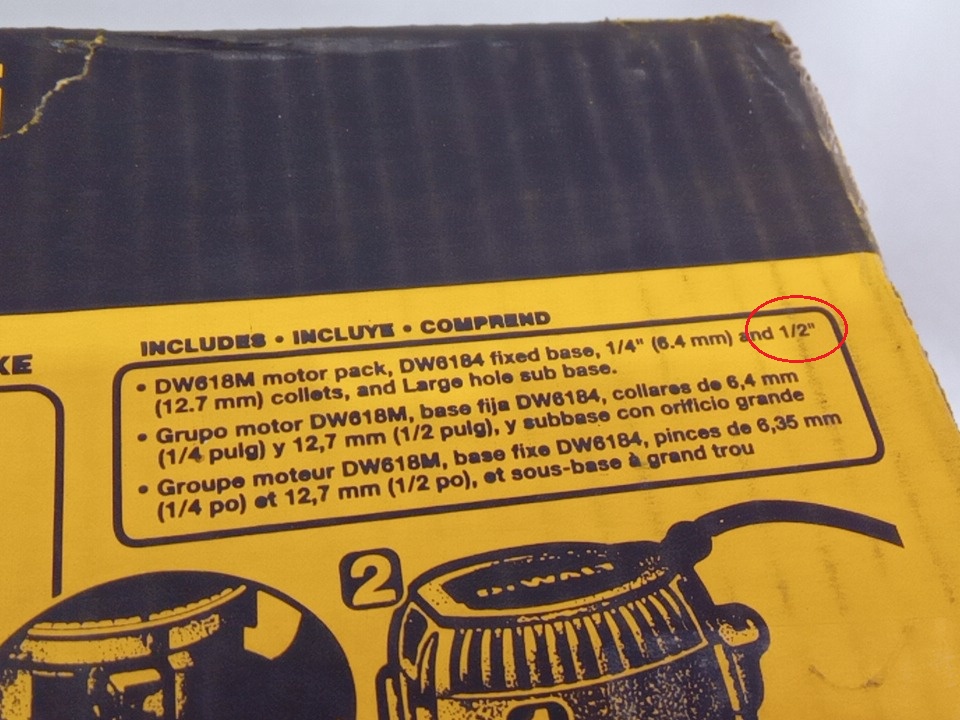 KE
INCLUDES • INCLUYE • COMPREND
• DW618M motor pack, DW6184 fixed base, 1/4" (6.4 mm) and 1/2"
(12.7 mm) collets, and Large hole sub base.
• Grupo motor DW618M, base fija DW6184, collares de 6,4 mm
(1/4 pulg) y 12,7 mm (1/2 pulg), y subbase con orificio grande
• Groupe moteur DW618M, base fixe DW6184, pinces de 6,35 mm
(1/4 po) et 12,7 mm (1/2 po), et sous-base à grand trou
2
DEWALT